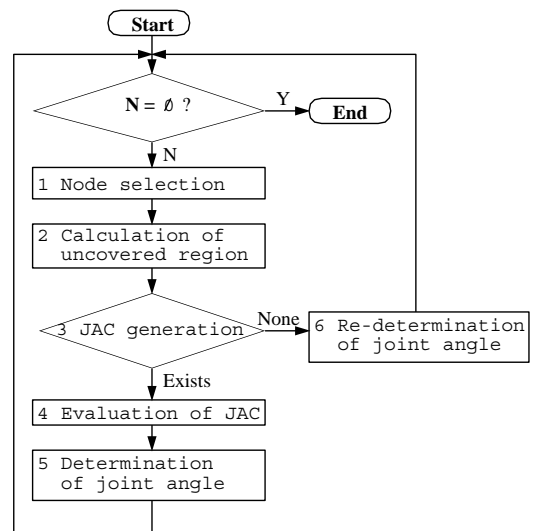 Start
N = ∅ ?
Y
End
N
1 Node selection
2 Calculation of
uncovered region
3 JAC generation
None
6 Re-determination
of joint angle
Exists
4 Evaluation of JAC
5 Determination
of joint angle